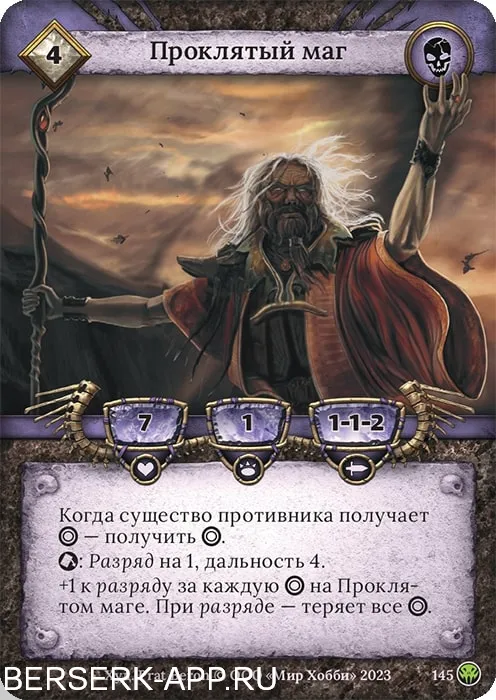 4
Проклятый маг
7
1
1-1-2
Когда существо противника получает
— получить .
: Разряд на 1, дальность 4.
+1 к разряду за каждую на Прокля-
том маге. При разряде — теряет все .
«Мир Хобби» 2023
145
BERSERK-APP.RU